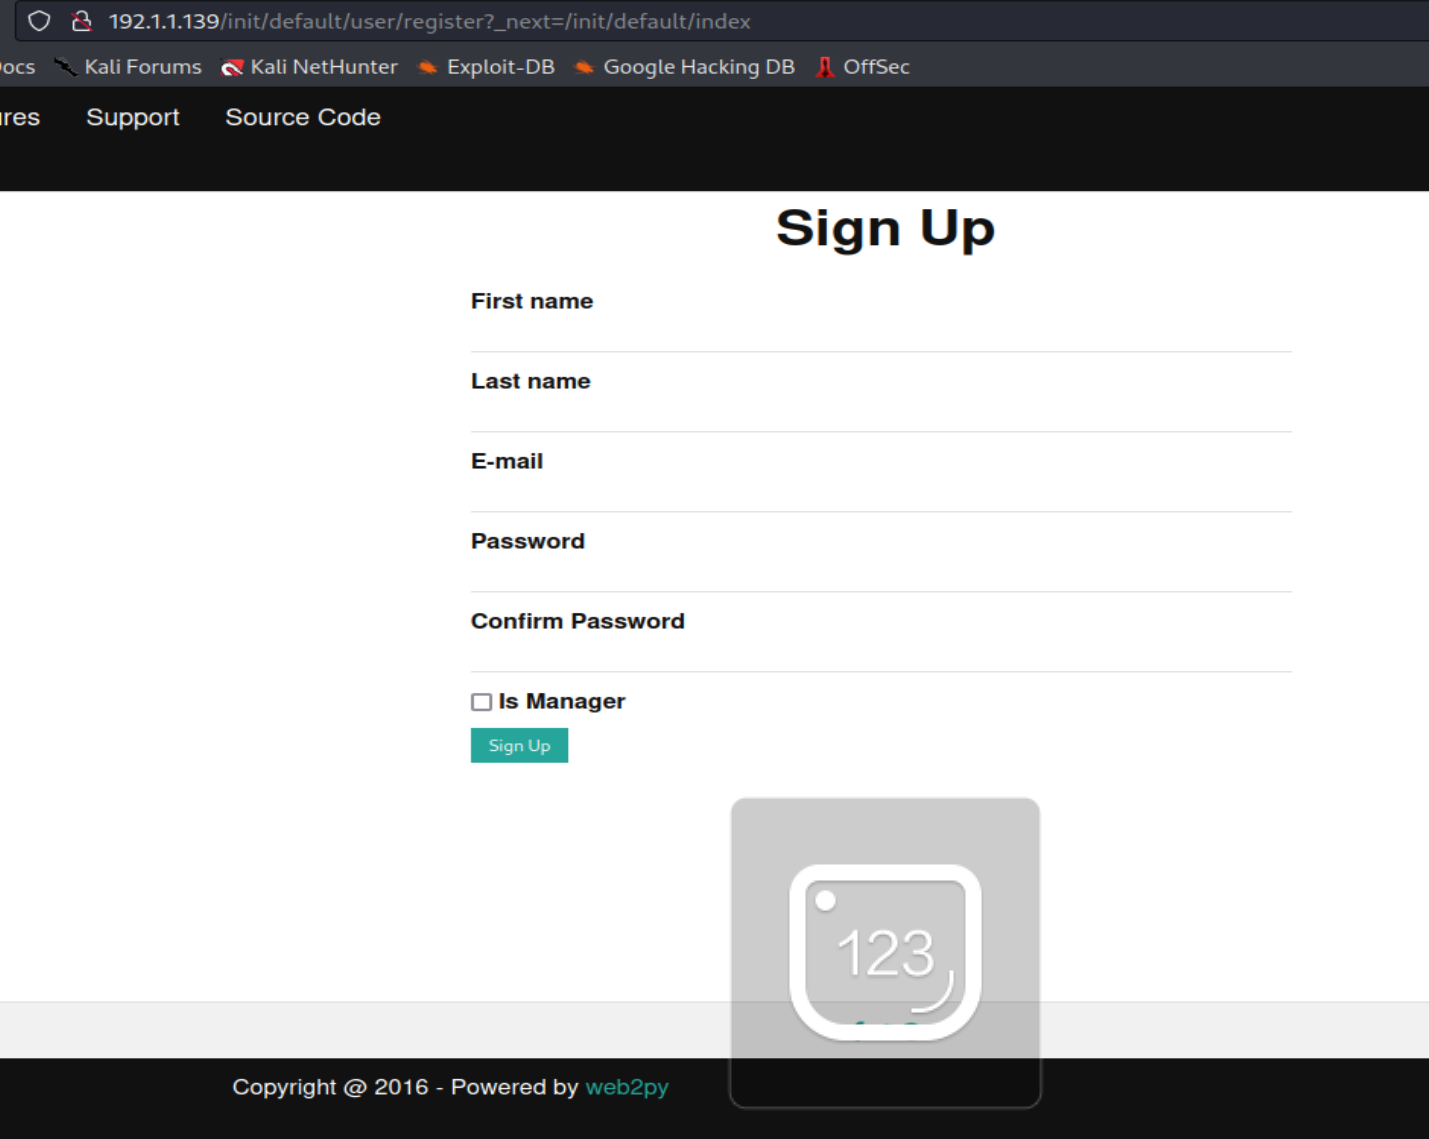 192.1.1.139/init/default/user/register?_next=/init/default/index
ocs Kali Forums Kali NetHunter Exploit-DB Google Hacking DB OffSec
res Support Source Code
Sign Up
First name
Last name
E-mail
Password
Confirm Password
Is Manager
Sign Up
123
Copyright @ 2016 - Powered by web2py